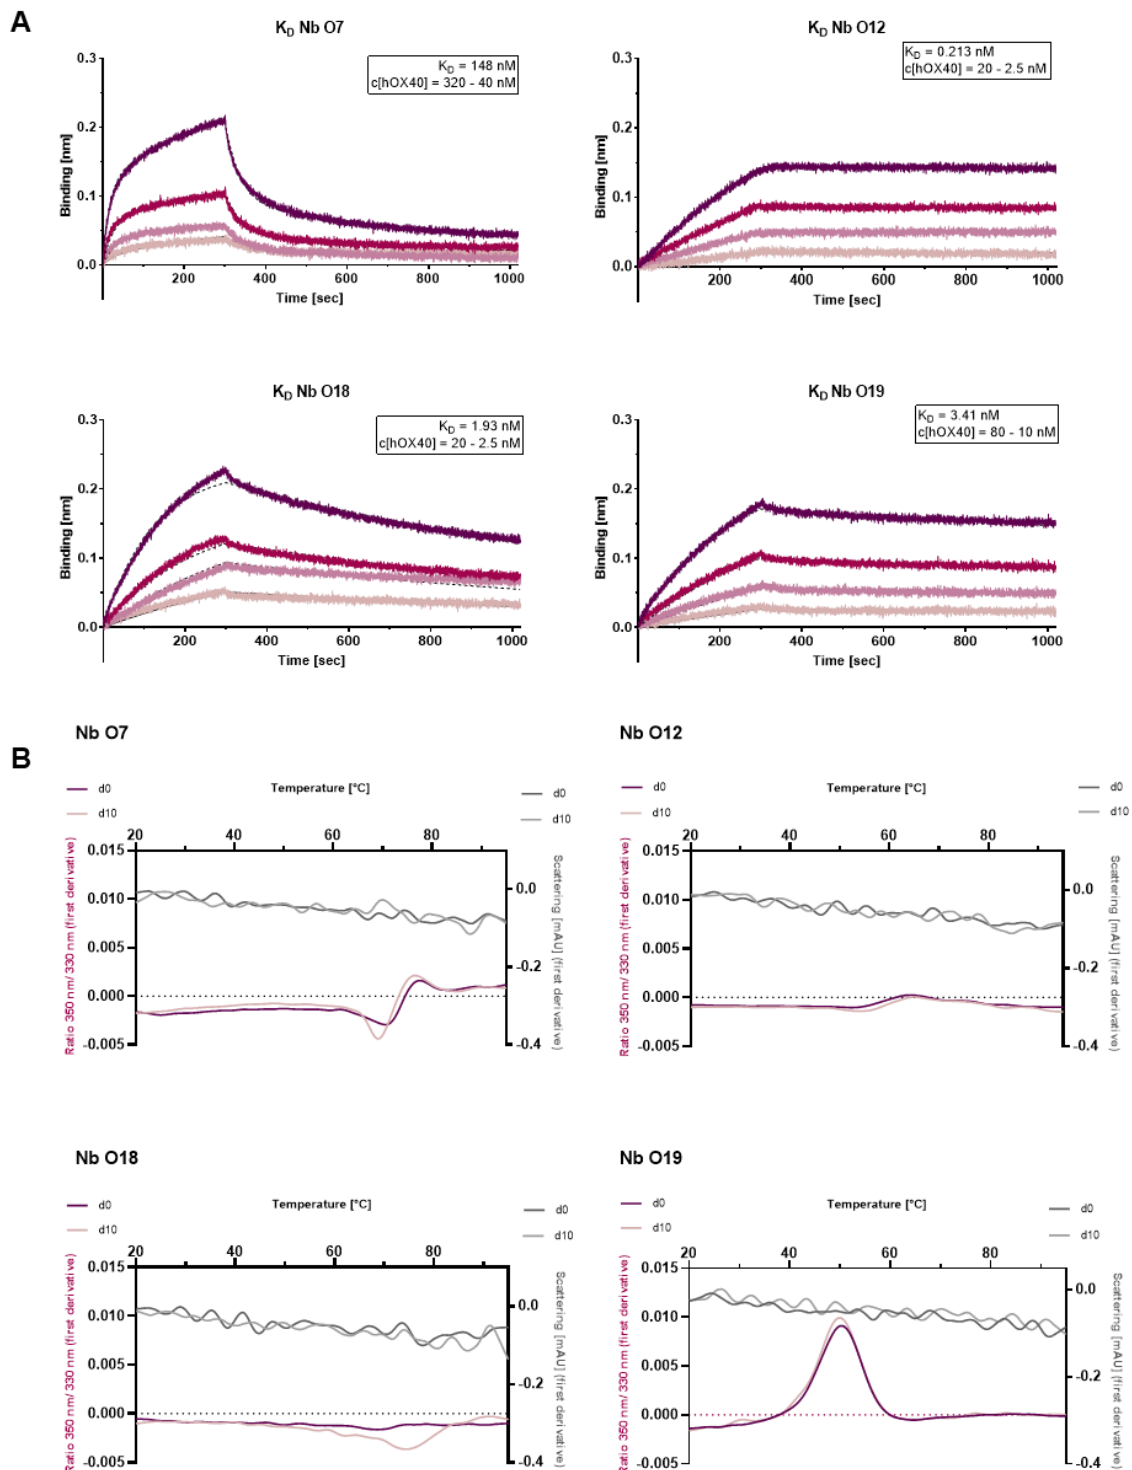 A
K_D Nb O7
K_D = 148 nM
c[hOX40] = 320 - 40 nM
Binding [nm]
0.3
0.2
0.1
0.0
200 400 600 800 1000
Time [sec]
K_D Nb O12
K_D = 0.213 nM
c[hOX40] = 20 - 2.5 nM
Binding [nm]
0.3
0.2
0.1
0.0
200 400 600 800 1000
Time [sec]
K_D Nb O18
K_D = 1.93 nM
c[hOX40] = 20 - 2.5 nM
Binding [nm]
0.3
0.2
0.1
0.0
200 400 600 800 1000
Time [sec]
K_D Nb O19
K_D = 3.41 nM
c[hOX40] = 80 - 10 nM
Binding [nm]
0.3
0.2
0.1
0.0
200 400 600 800 1000
Time [sec]
B
Nb O7
d0
d10
Temperature [°C]
d0
d10
20 40 60 80
Ratio 350 nm/ 330 nm (first derivative)
0.015
0.010
0.005
0.000
-0.005
0.0
-0.2
-0.4
Scattering [mAU] (first derivative)
Nb O12
d0
d10
Temperature [°C]
d0
d10
20 40 60 80
Ratio 350 nm/ 330 nm (first derivative)
0.015
0.010
0.005
0.000
-0.005
0.0
-0.2
-0.4
Scattering [mAU] (first derivative)
Nb O18
d0
d10
Temperature [°C]
d0
d10
20 40 60 80
Ratio 350 nm/ 330 nm (first derivative)
0.015
0.010
0.005
0.000
-0.005
0.0
-0.2
-0.4
Scattering [mAU] (first derivative)
Nb O19
d0
d10
Temperature [°C]
d0
d10
20 40 60 80
Ratio 350 nm/ 330 nm (first derivative)
0.015
0.010
0.005
0.000
-0.005
0.0
-0.2
-0.4
Scattering [mAU] (first derivative)